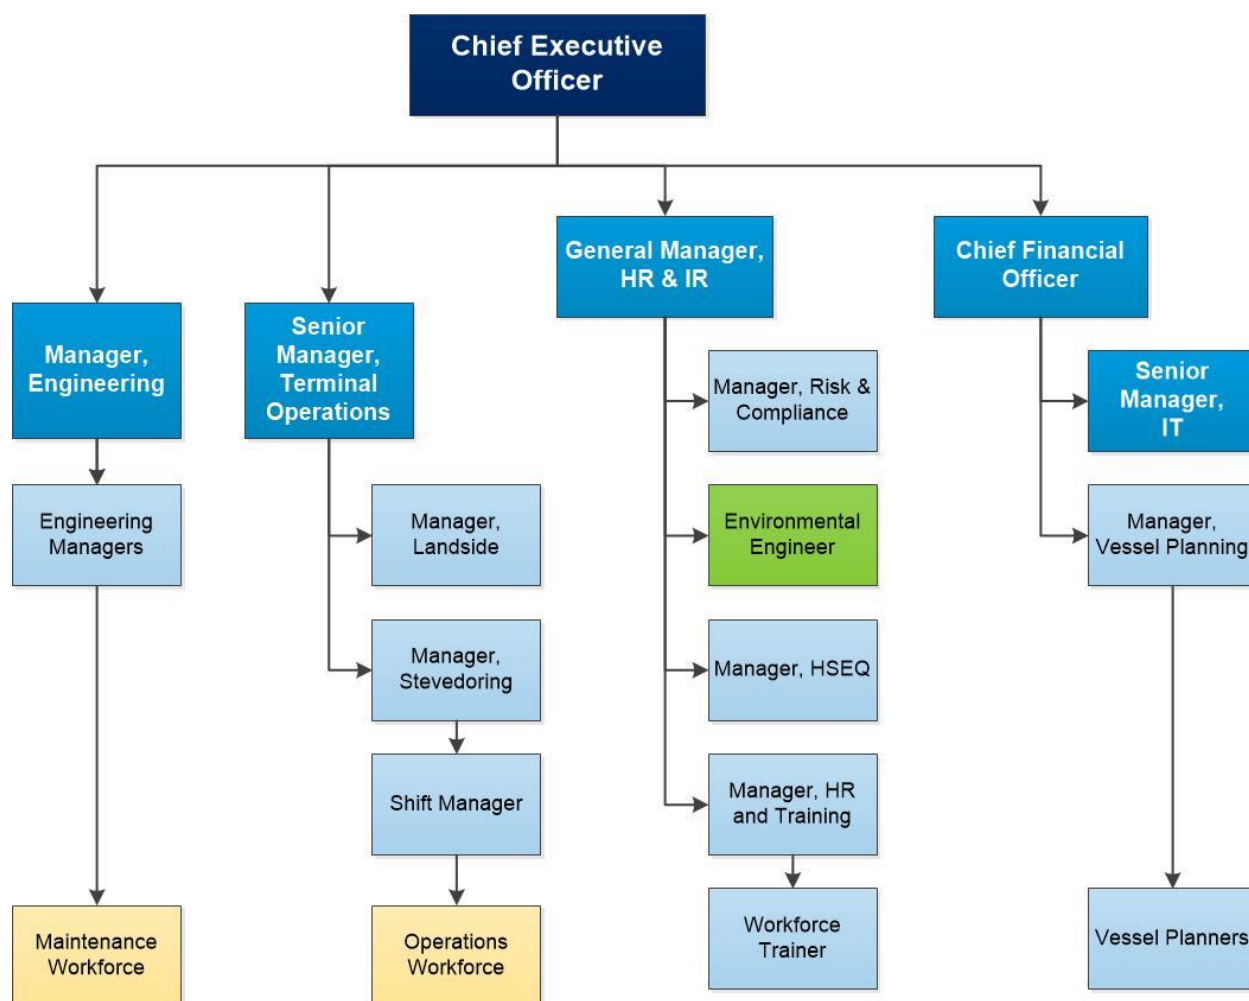 Chief Executive
Officer
General Manager,
HR & IR
Chief Financial
Officer
Manager,
Engineering
Senior
Manager,
Terminal
Operations
Manager, Risk &
Compliance
Senior
Manager,
IT
Engineering
Managers
Manager,
Landside
Environmental
Engineer
Manager,
Vessel Planning
Manager,
Stevedoring
Manager, HSEQ
Shift Manager
Manager, HR
and Training
Maintenance
Workforce
Operations
Workforce
Workforce
Trainer
Vessel Planners